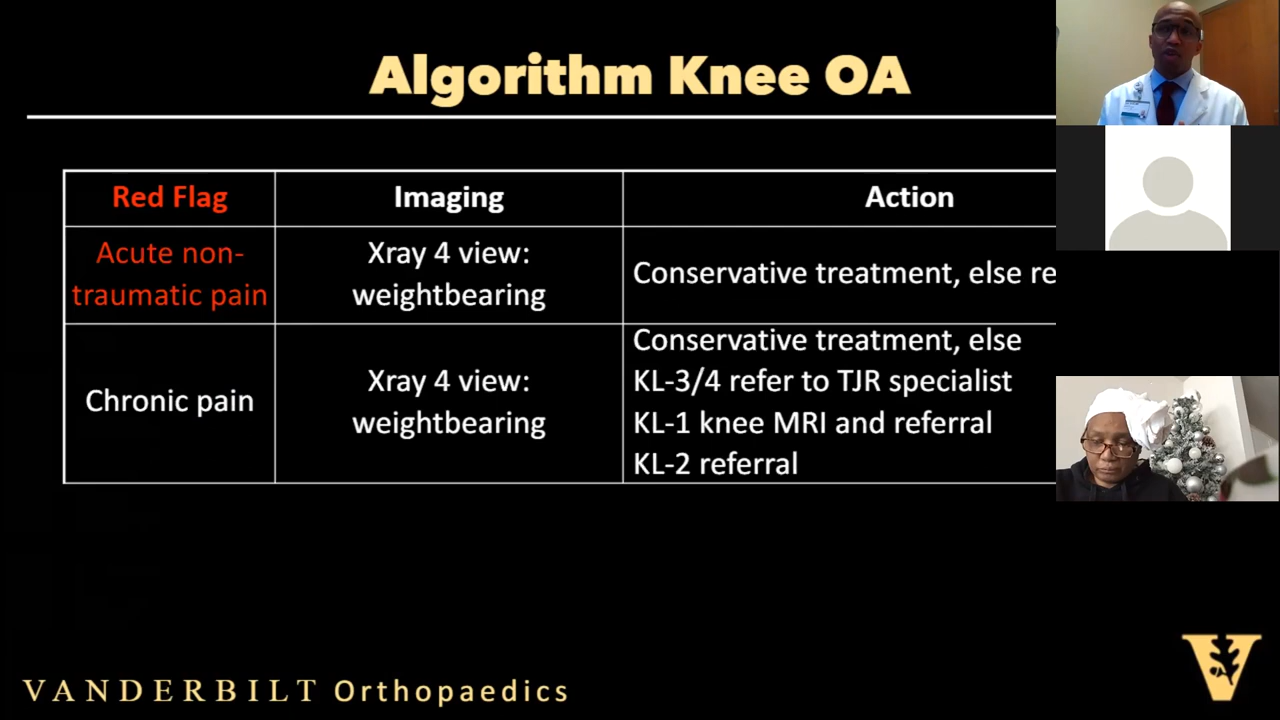 Algorithm Knee OA
Red Flag
Imaging
Action
Acute non-
traumatic pain
Xray 4 view:
weightbearing
Conservative treatment, else re
Chronic pain
Xray 4 view:
weightbearing
Conservative treatment, else
KL-3/4 refer to TJR specialist
KL-1 knee MRI and referral
KL-2 referral
VANDERBILT Orthopaedics
V